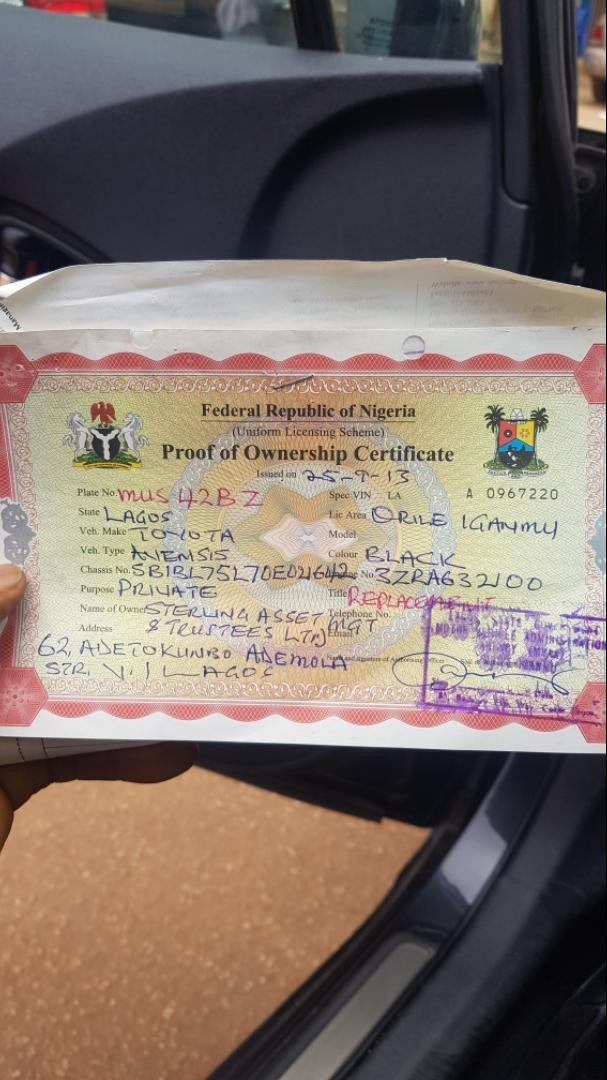 Federal Republic of Nigeria
(Uniform Licensing Scheme)
Proof of Ownership Certificate
Issued on 25-9-13
Plate No. MUS 42BZ Spec VIN LA A 0967220
State LAGOS Lic Area ORILE IGANMU
Veh. Make TOYOTA Model
Veh. Type AVENSIS Colour BLACK
Chassis No. No. 3ZRA632100
Purpose PRIVATE Title REPLACEMENT
Name of Owner STERLING ASSET MGT Telephone No.
Address & TRUSTEES LTD Email
62, ADETOKUNBO ADEMOLA
STR. V.I LAGOS
Name and signature of Authorising Officer